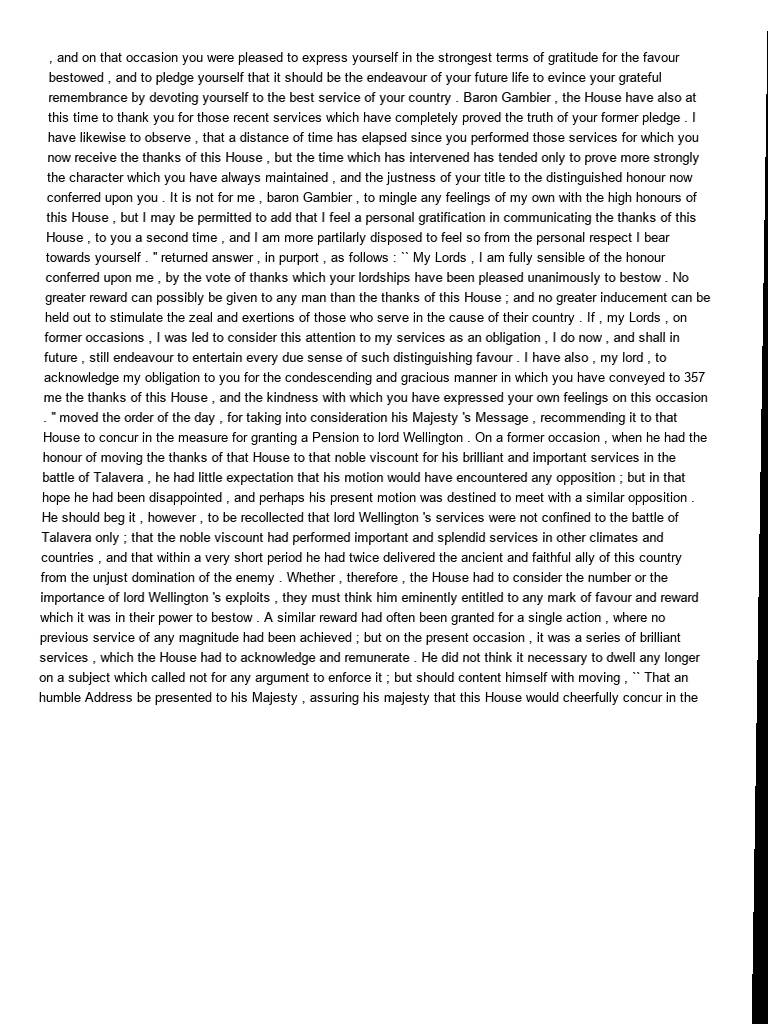 , and on that occasion you were pleased to express yourself in the strongest terms of gratitude for the favour
bestowed , and to pledge yourself that it should be the endeavour of your future life to evince your grateful
remembrance by devoting yourself to the best service of your country . Baron Gambier , the House have also at
this time to thank you for those recent services which have completely proved the truth of your former pledge . I
have likewise to observe , that a distance of time has elapsed since you performed those services for which you
now receive the thanks of this House , but the time which has intervened has tended only to prove more strongly
the character which you have always maintained , and the justness of your title to the distinguished honour now
conferred upon you . It is not for me , baron Gambier , to mingle any feelings of my own with the high honours of
this House , but I may be permitted to add that I feel a personal gratification in communicating the thanks of this
House , to you a second time , and I am more partilarly disposed to feel so from the personal respect I bear
towards yourself . " returned answer , in purport , as follows : `` My Lords , I am fully sensible of the honour
conferred upon me , by the vote of thanks which your lordships have been pleased unanimously to bestow . No
greater reward can possibly be given to any man than the thanks of this House ; and no greater inducement can be
held out to stimulate the zeal and exertions of those who serve in the cause of their country . If , my Lords , on
former occasions , I was led to consider this attention to my services as an obligation , I do now , and shall in
future , still endeavour to entertain every due sense of such distinguishing favour . I have also , my lord , to
acknowledge my obligation to you for the condescending and gracious manner in which you have conveyed to 357
me the thanks of this House , and the kindness with which you have expressed your own feelings on this occasion
. " moved the order of the day , for taking into consideration his Majesty 's Message , recommending it to that
House to concur in the measure for granting a Pension to lord Wellington . On a former occasion , when he had the
honour of moving the thanks of that House to that noble viscount for his brilliant and important services in the
battle of Talavera , he had little expectation that his motion would have encountered any opposition ; but in that
hope he had been disappointed , and perhaps his present motion was destined to meet with a similar opposition .
He should beg it , however , to be recollected that lord Wellington 's services were not confined to the battle of
Talavera only ; that the noble viscount had performed important and splendid services in other climates and
countries , and that within a very short period he had twice delivered the ancient and faithful ally of this country
from the unjust domination of the enemy . Whether , therefore , the House had to consider the number or the
importance of lord Wellington 's exploits , they must think him eminently entitled to any mark of favour and reward
which it was in their power to bestow . A similar reward had often been granted for a single action , where no
previous service of any magnitude had been achieved ; but on the present occasion , it was a series of brilliant
services , which the House had to acknowledge and remunerate . He did not think it necessary to dwell any longer
on a subject which called not for any argument to enforce it ; but should content himself with moving , `` That an
humble Address be presented to his Majesty , assuring his majesty that this House would cheerfully concur in the